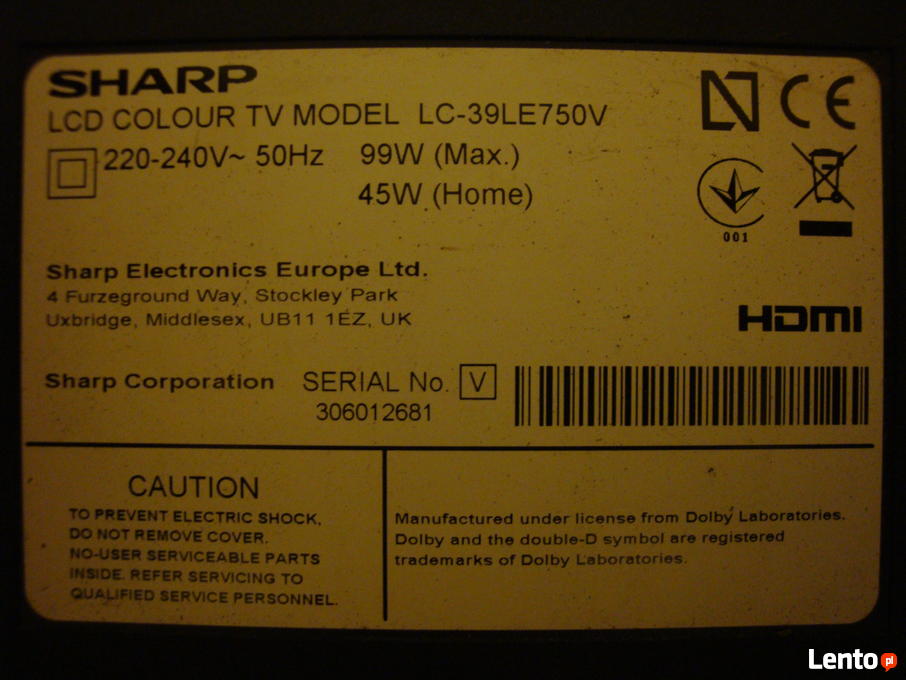 SHARP
LCD COLOUR TV MODEL LC-39LE750V
220-240V~ 50Hz 99W (Max.)
45W (Home)
001
Sharp Electronics Europe Ltd.
4 Furzeground Way, Stockley Park
Uxbridge, Middlesex, UB11 1EZ, UK
HDMI
Sharp Corporation SERIAL No. V
306012681
CAUTION
TO PREVENT ELECTRIC SHOCK,
DO NOT REMOVE COVER.
NO-USER SERVICEABLE PARTS
INSIDE. REFER SERVICING TO
QUALIFIED SERVICE PERSONNEL.
Manufactured under license from Dolby Laboratories.
Dolby and the double-D symbol are registered
trademarks of Dolby Laboratories.
Lento pl